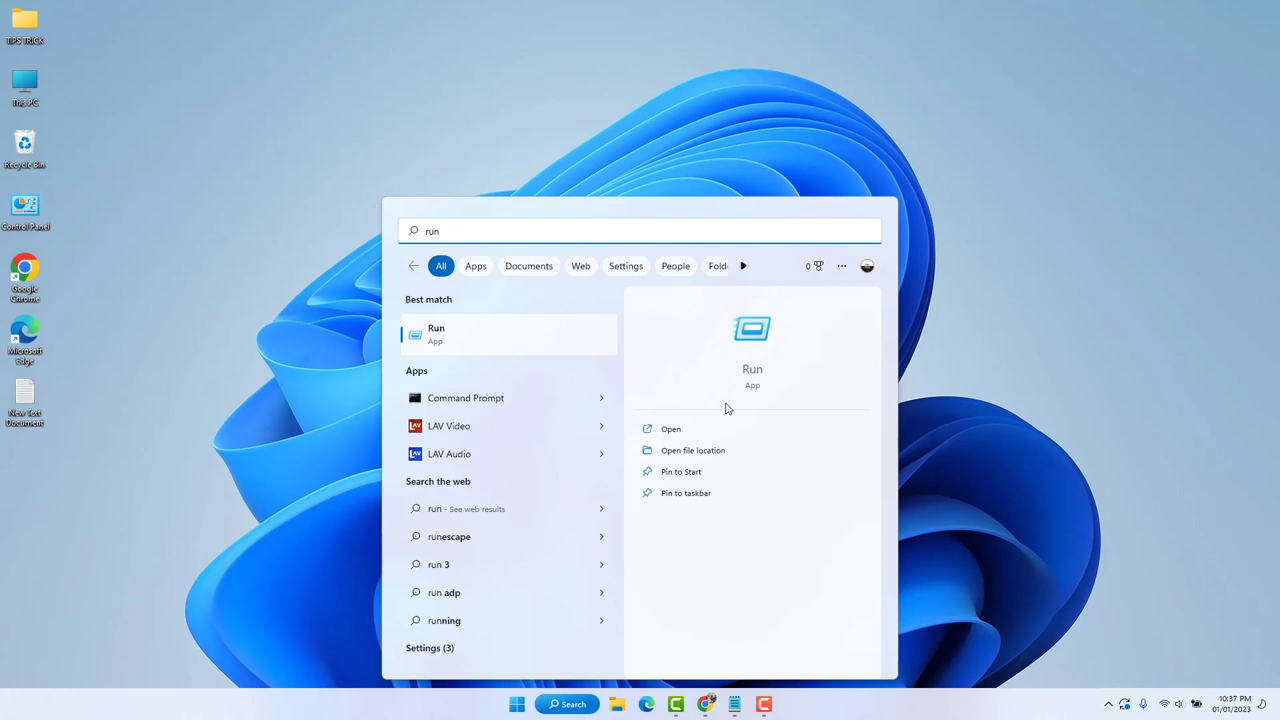 TIPS TRICK
This PC
Recycle Bin
Control Panel
Google
Chrome
Microsoft
Edge
New Text
Document
run
All
Apps
Documents
Web
Settings
People
Fold
0
Best match
Run
App
Apps
Command Prompt
LAV Video
LAV Audio
Search the web
run - See web results
runescape
run 3
run adp
running
Settings (3)
Run
App
Open
Open file location
Pin to Start
Pin to taskbar
Search
10:37 PM
01/01/2023